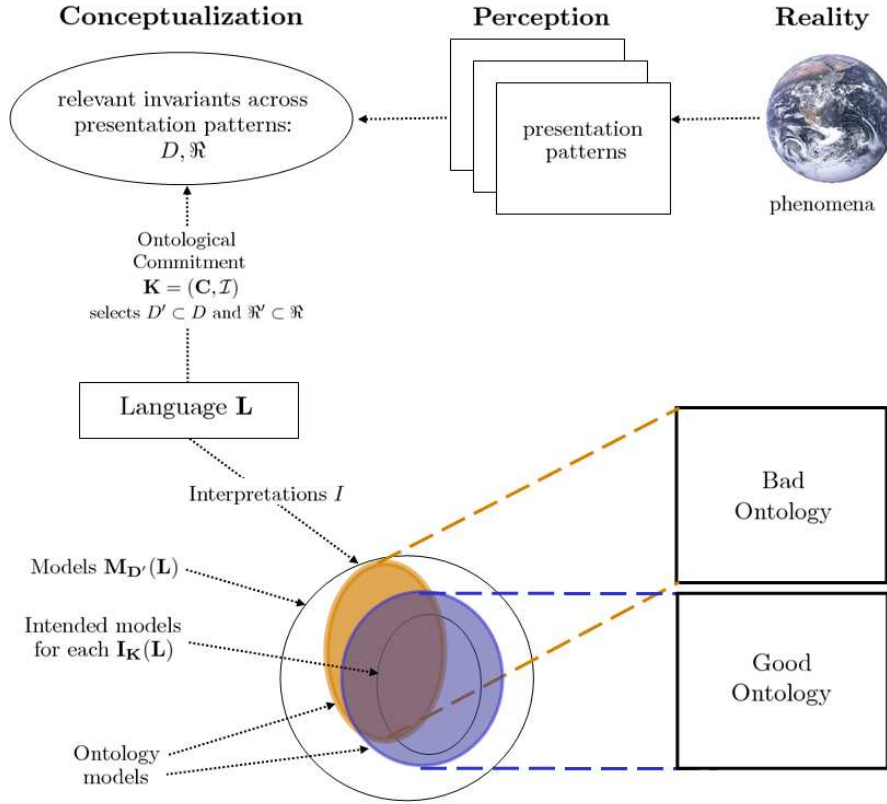 Conceptualization
Perception
Reality
relevant invariants across
presentation patterns:
D, ℜ
presentation
patterns
phenomena
Ontological
Commitment
K = (C, ℐ)
selects D′ ⊂ D and ℜ′ ⊂ ℜ
Language L
Interpretations I
Bad
Ontology
Models M_D′(L)
Intended models
for each I_K(L)
Good
Ontology
Ontology
models